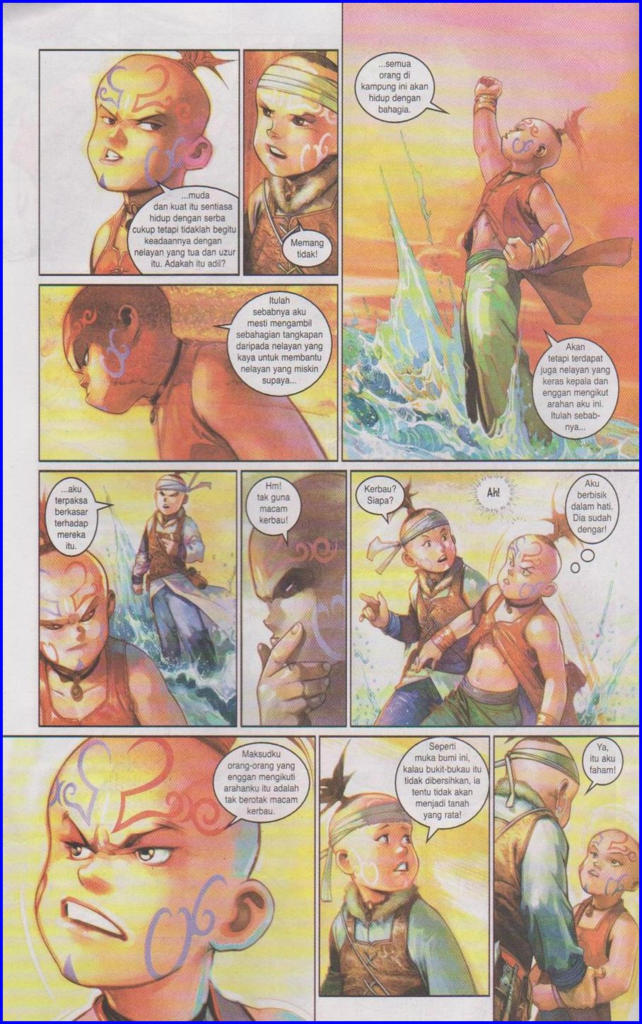 ...muda
dan kuat itu sentiasa
hidup dengan serba
cukup tetapi tidaklah begitu
keadaannya dengan
nelayan yang tua dan uzur
itu. Adakah itu adil?
Memang
tidak!
...semua
orang di
kampung ini akan
hidup dengan
bahagia.
Itulah
sebabnya aku
mesti mengambil
sebahagian tangkapan
daripada nelayan yang
kaya untuk membantu
nelayan yang miskin
supaya...
Akan
tetapi terdapat
juga nelayan yang
keras kepala dan
enggan mengikut
arahan aku ini.
Itulah sebab-
nya...
...aku
terpaksa
berkasar
terhadap
mereka
itu.
Hm!
tak guna
macam
kerbau!
Kerbau?
Siapa?
Ah!
Aku
berbisik
dalam hati.
Dia sudah
dengar!
Maksudku
orang-orang yang
enggan mengikuti
arahanku itu adalah
tak berotak macam
kerbau.
Seperti
muka bumi ini,
kalau bukit-bukau itu
tidak dibersihkan, ia
tentu tidak akan
menjadi tanah
yang rata!
Ya,
itu aku
faham!